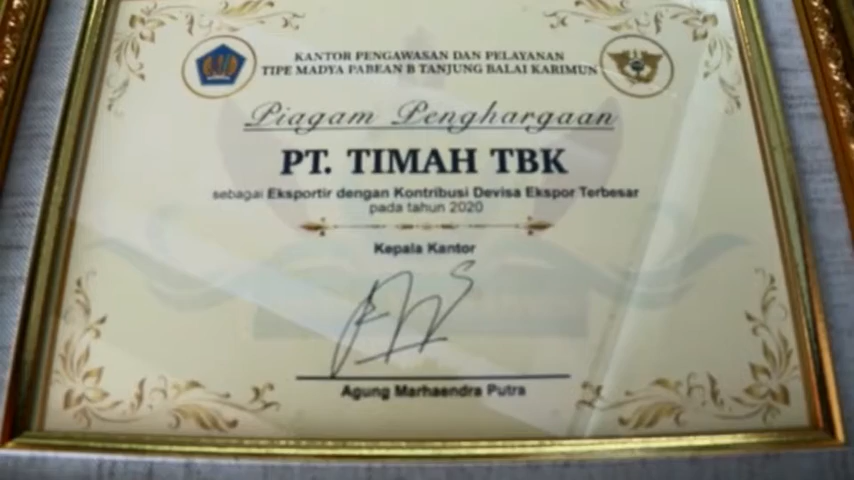 KANTOR PENGAWASAN DAN PELAYANAN
TIPE MADYA PABEAN B TANJUNG BALAI KARIMUN
Piagam Penghargaan
PT. TIMAH TBK
sebagai Eksportir dengan Kontribusi Devisa Ekspor Terbesar
pada tahun 2020
Kepala Kantor
Agung Marhaendra Putra